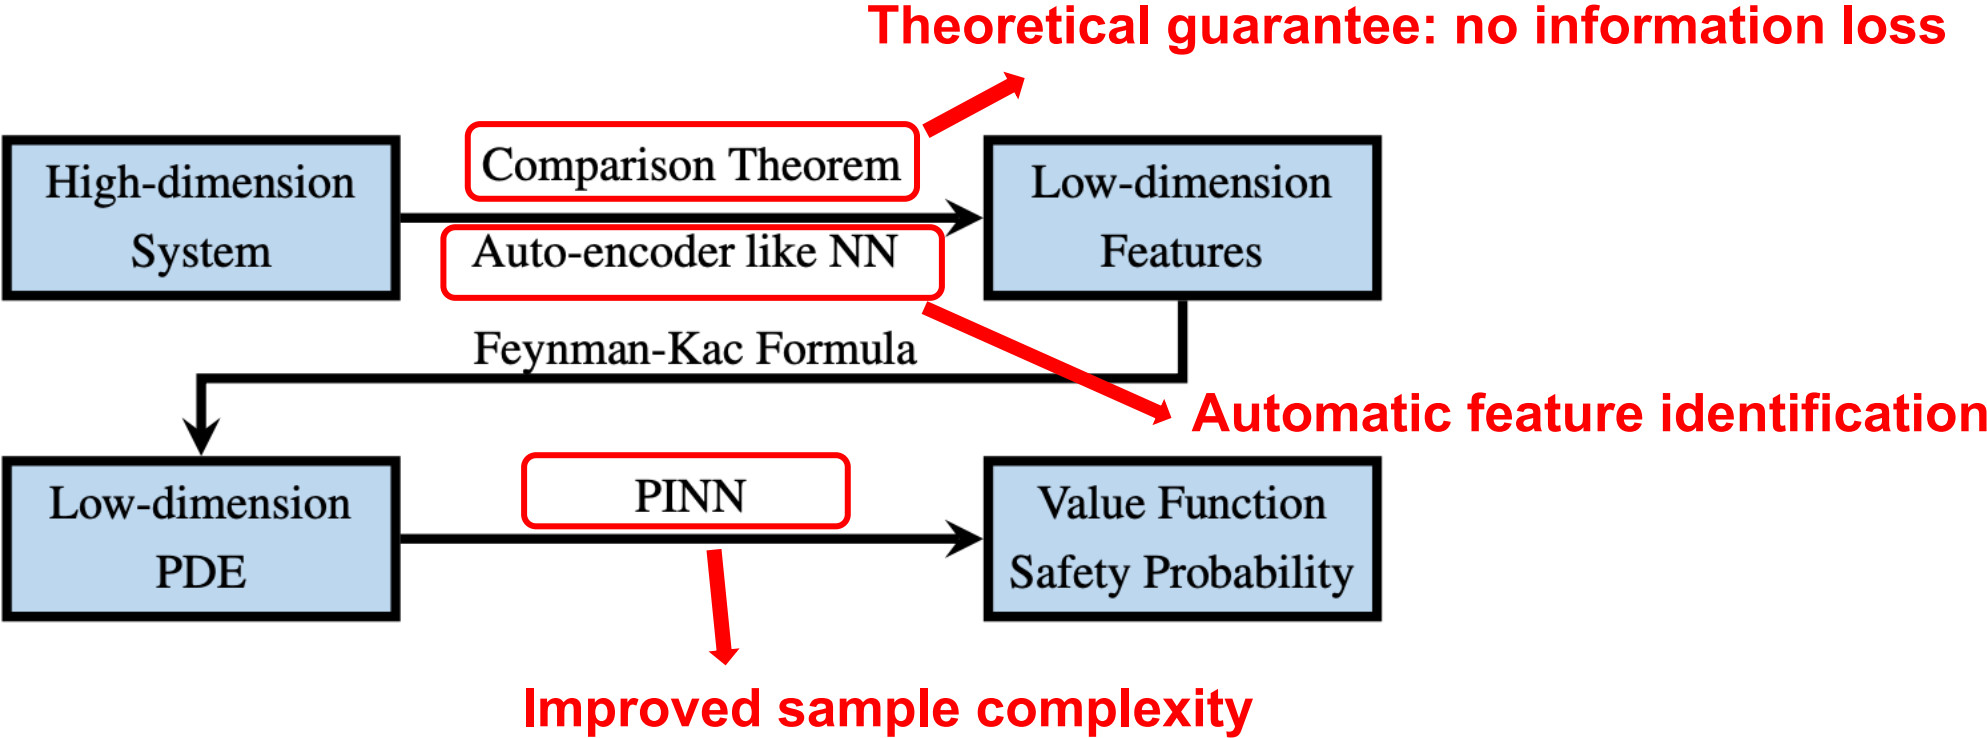 Theoretical guarantee: no information loss
High-dimension
System
Comparison Theorem
Auto-encoder like NN
Low-dimension
Features
Feynman-Kac Formula
Automatic feature identification
Low-dimension
PDE
PINN
Value Function
Safety Probability
Improved sample complexity